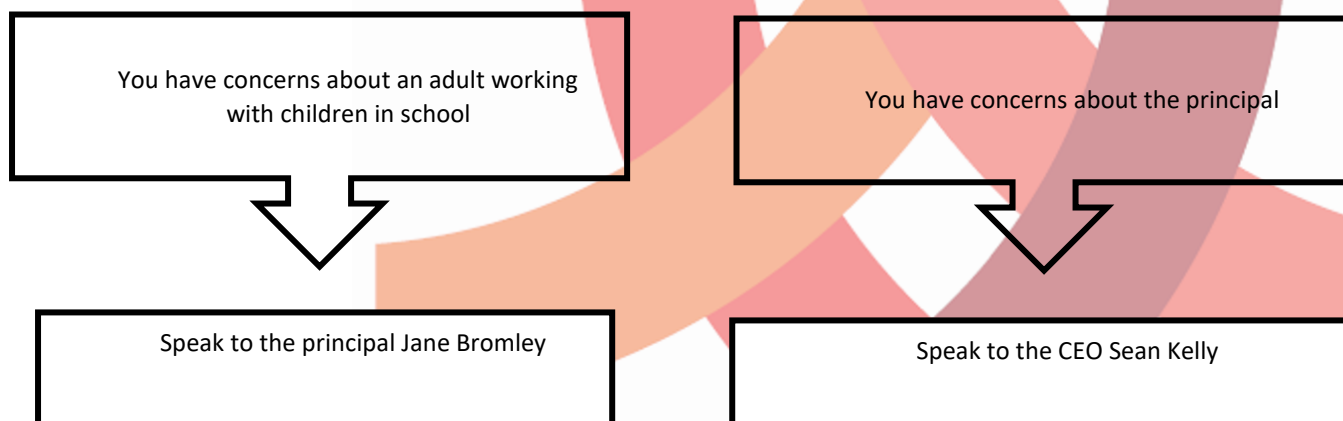 You have concerns about an adult working
with children in school
You have concerns about the principal
Speak to the principal Jane Bromley
Speak to the CEO Sean Kelly